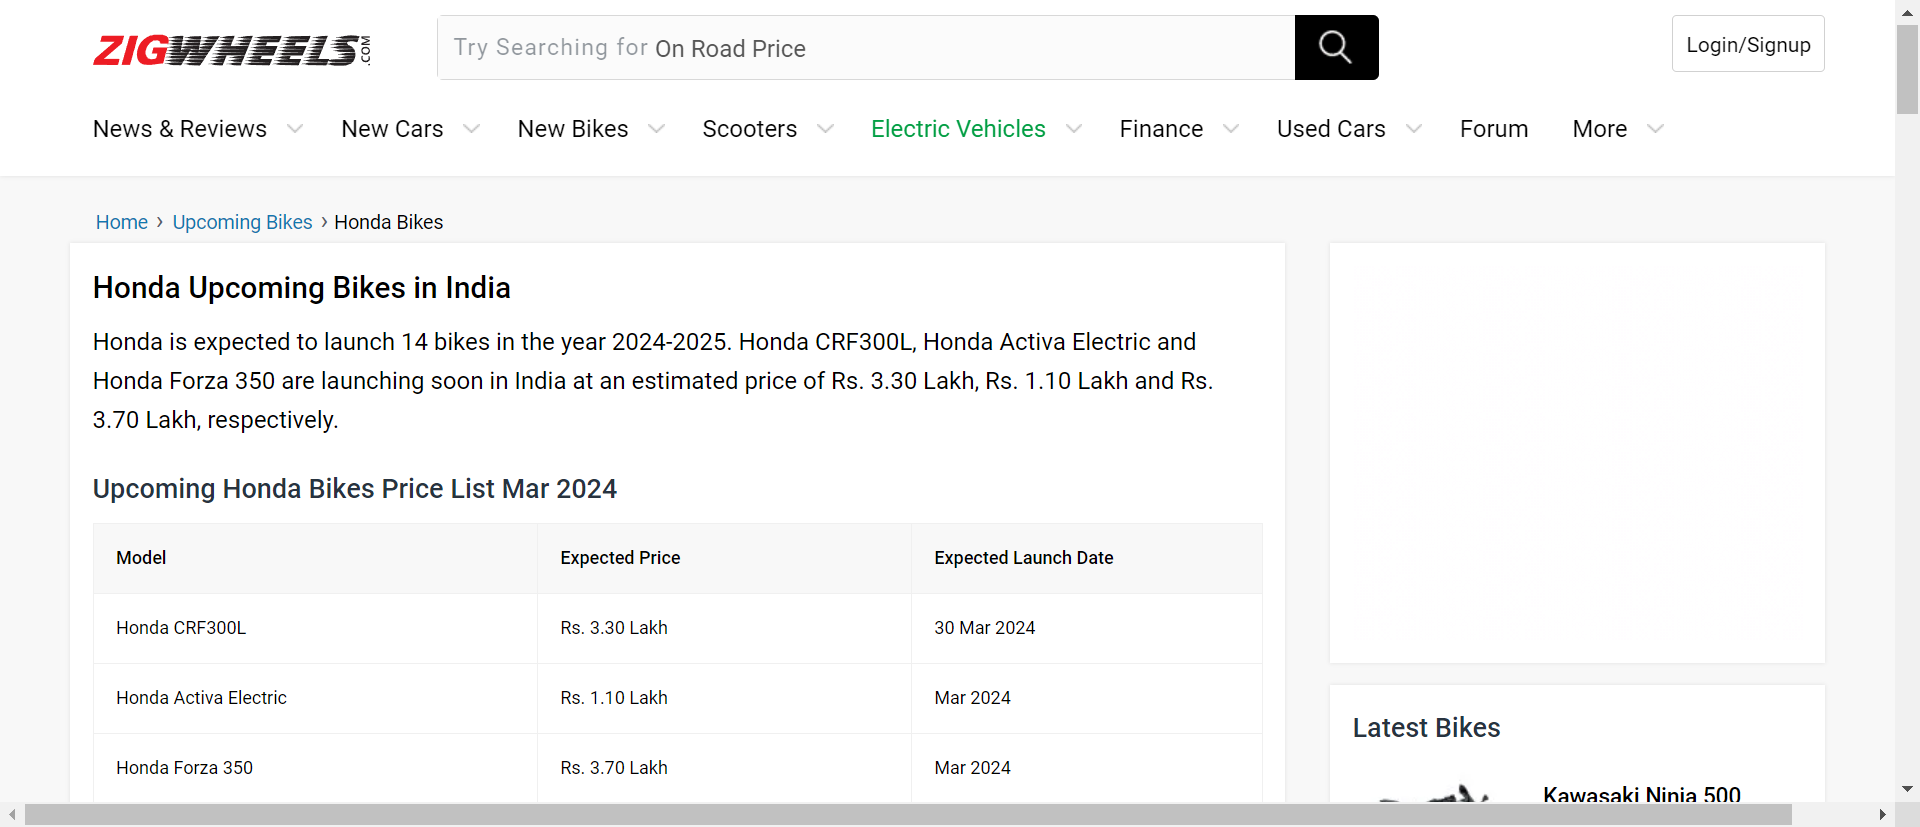 ZIGWHEELS.COM
Try Searching for On Road Price
Login/Signup
News & Reviews New Cars New Bikes Scooters Electric Vehicles Finance Used Cars Forum More
Home › Upcoming Bikes › Honda Bikes
Honda Upcoming Bikes in India
Honda is expected to launch 14 bikes in the year 2024-2025. Honda CRF300L, Honda Activa Electric and
Honda Forza 350 are launching soon in India at an estimated price of Rs. 3.30 Lakh, Rs. 1.10 Lakh and Rs.
3.70 Lakh, respectively.
Upcoming Honda Bikes Price List Mar 2024
Model Expected Price Expected Launch Date
Honda CRF300L Rs. 3.30 Lakh 30 Mar 2024
Honda Activa Electric Rs. 1.10 Lakh Mar 2024
Honda Forza 350 Rs. 3.70 Lakh Mar 2024
Latest Bikes
Kawasaki Ninja 500